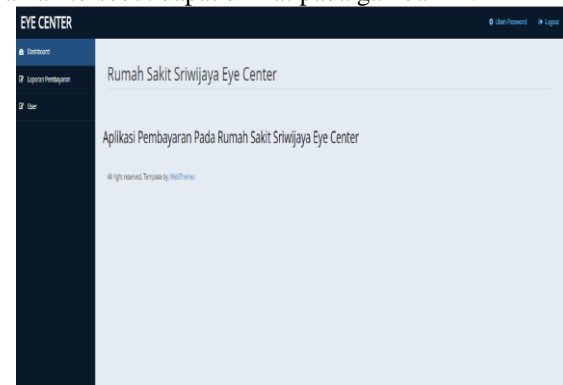 EYE CENTER
Ubah Password Logout
Dashboard
Laporan Pembayaran
User
Rumah Sakit Sriwijaya Eye Center
Aplikasi Pembayaran Pada Rumah Sakit Sriwijaya Eye Center
All right reserved. Template by: WebThemez